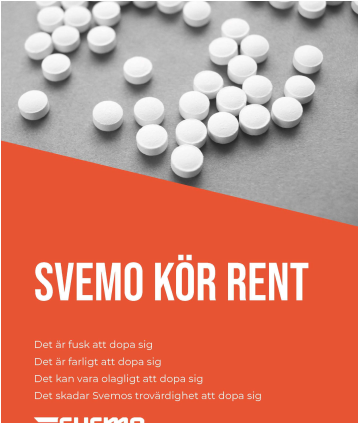 SVEMO KÖR RENT
Det är fusk att dopa sig
Det är farligt att dopa sig
Det kan vara olagligt att dopa sig
Det skadar Svemos trovärdighet att dopa sig